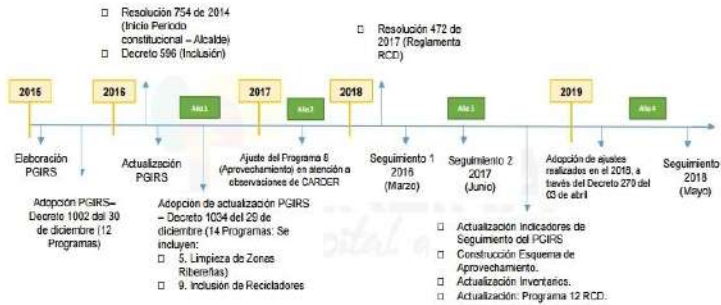 □ Resolución 754 de 2014
(Inicio Periodo
constitucional – Alcalde)
□ Decreto 596 (Inclusión)
□ Resolución 472 de
2017 (Reglamenta
RCD)
2015
2016
Año 1
2017
Año 2
2018
Año 3
2019
Año 4
Elaboración
PGIRS
Adopción PGIRS–
Decreto 1002 del 30
de diciembre (12
Programas)
Actualización
PGIRS
Adopción de actualización PGIRS
– Decreto 1034 del 29 de
diciembre (14 Programas: Se
incluyen:
□ 5. Limpieza de Zonas
Ribereñas)
□ 9. Inclusión de Recicladores
Ajuste del Programa 8
(Aprovechamiento) en atención a
observaciones de CARDER
Seguimiento 1
2016
(Marzo)
Seguimiento 2
2017
(Junio)
□ Actualización Indicadores de
Seguimiento del PGIRS
□ Construcción Esquema de
Aprovechamiento.
□ Actualización Inventarios.
□ Actualización: Programa 12 RCD.
Adopción de ajustes
realizados en el 2018, a
través del Decreto 270 del
03 de abril
Seguimiento
2018
(Mayo)